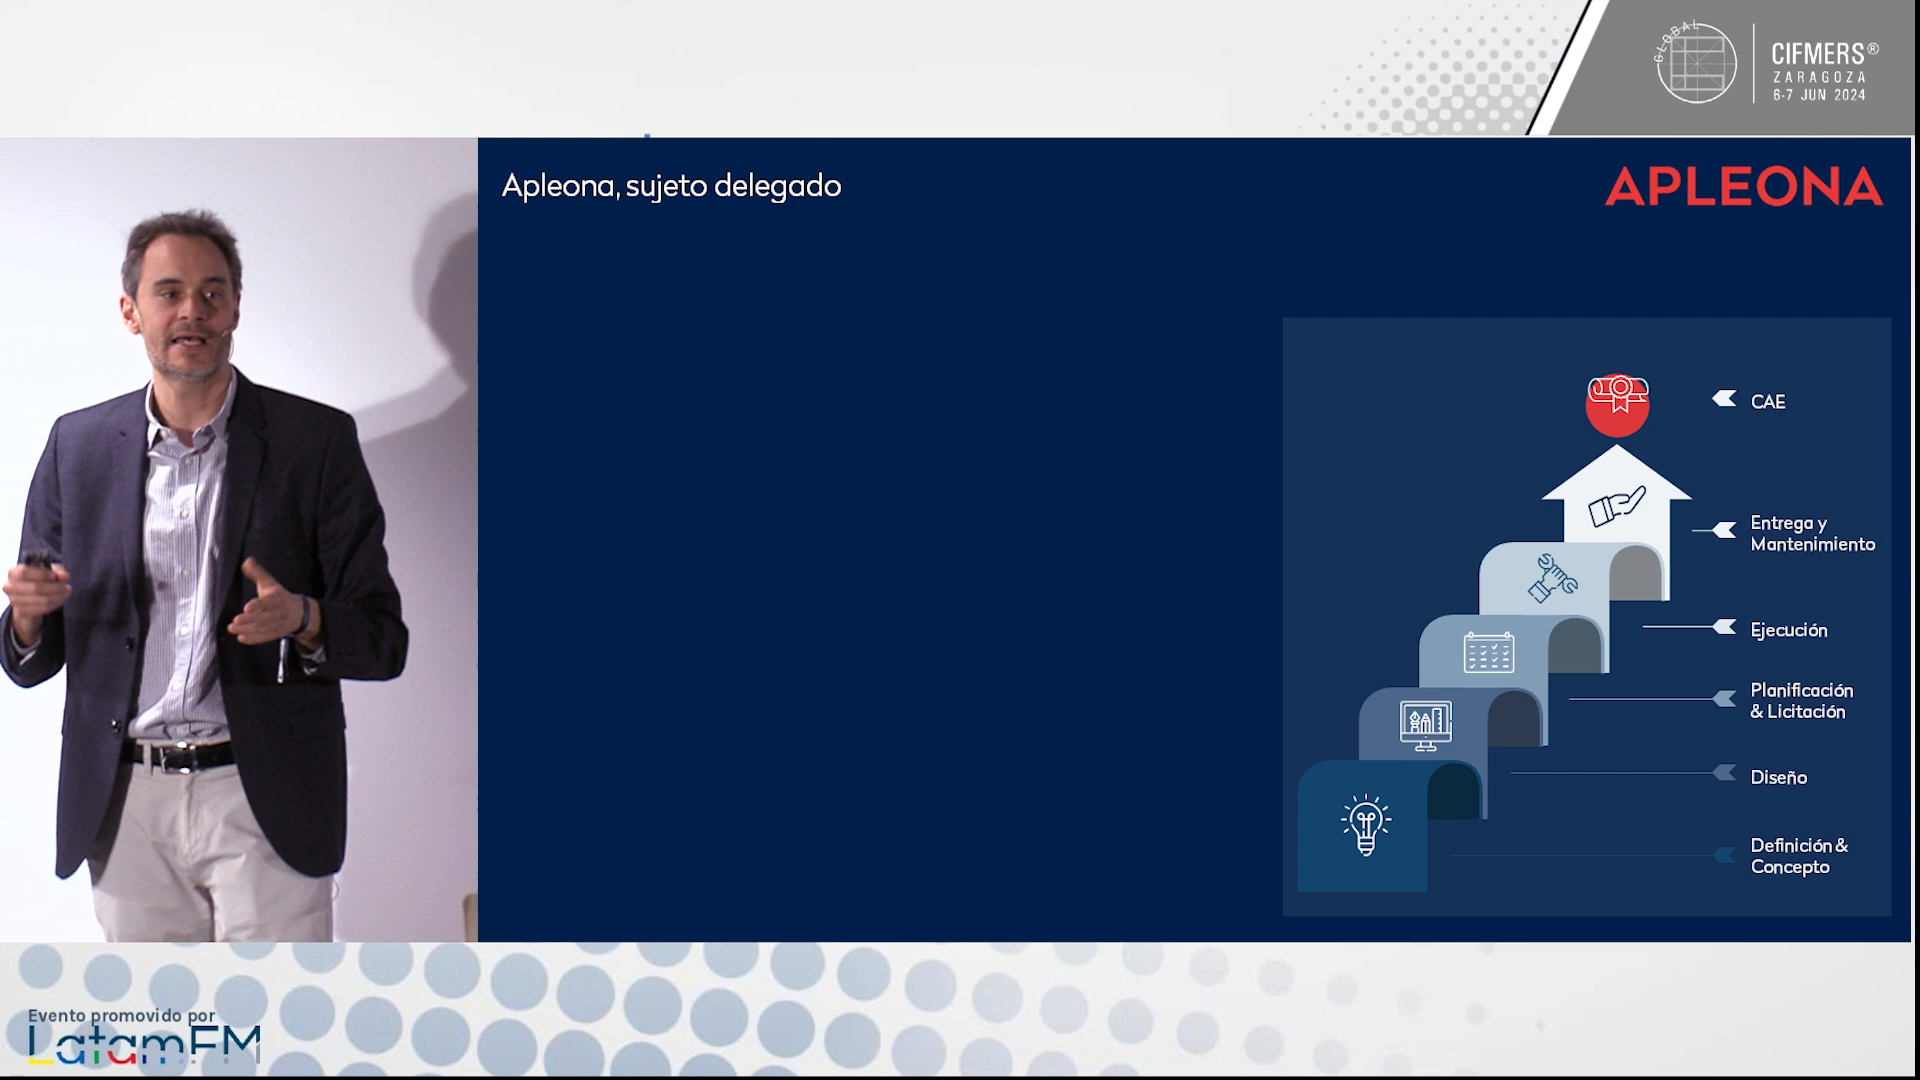 GLOBAL
CIFMERS®
ZARAGOZA
6-7 JUN 2024
Apleona, sujeto delegado
APLEONA
CAE
Entrega y
Mantenimiento
Ejecución
Planificación
& Licitación
Diseño
Definición &
Concepto
Evento promovido por
LatamFM